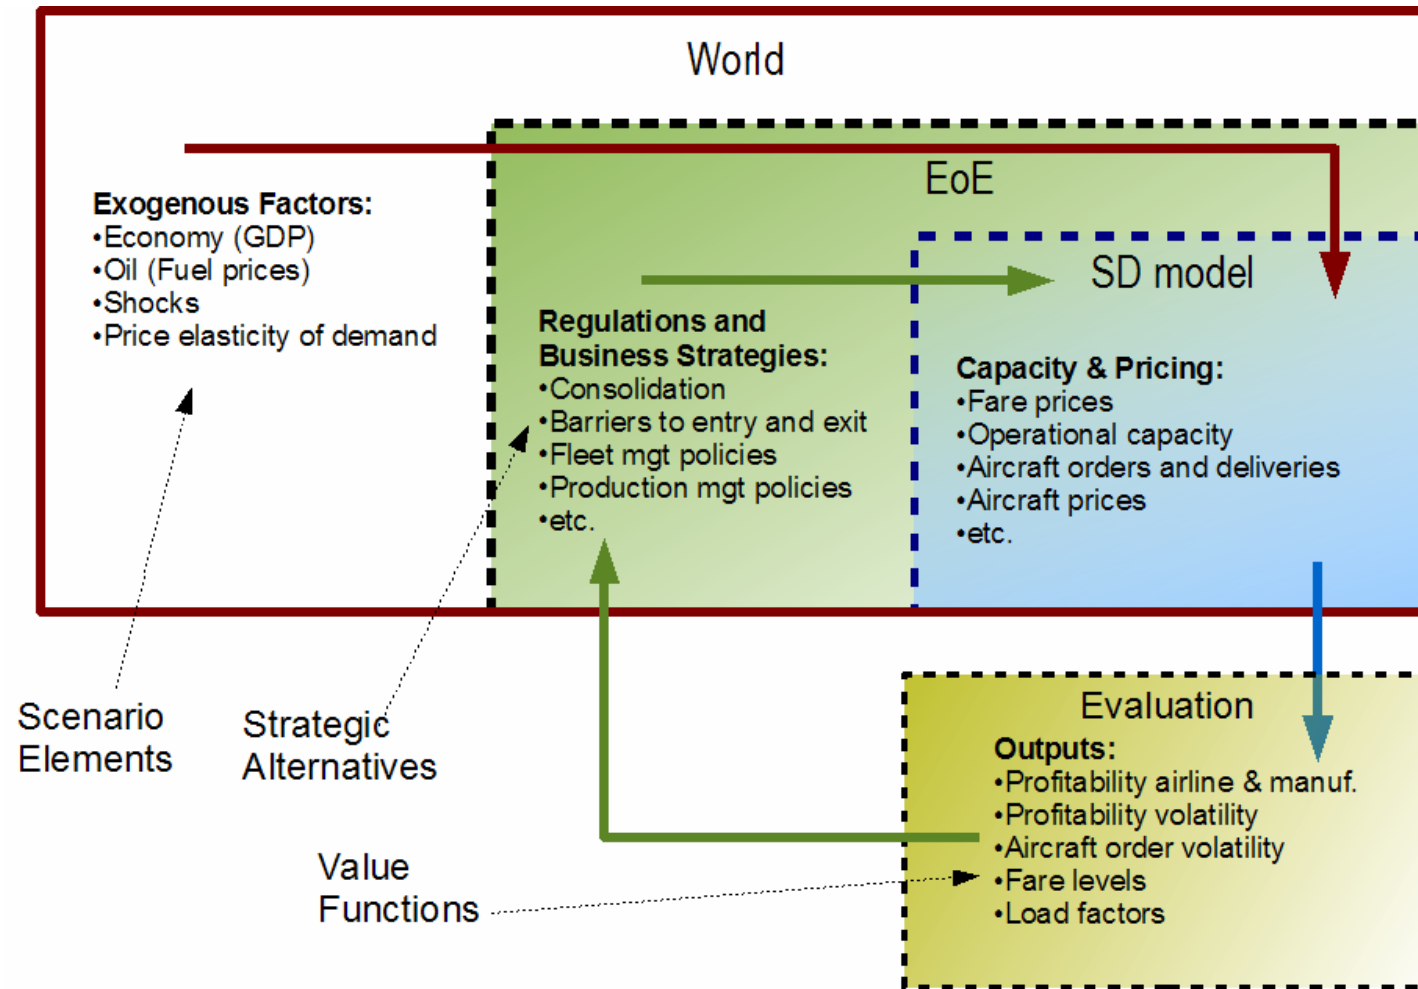 World
EoE
Exogenous Factors:
•Economy (GDP)
•Oil (Fuel prices)
•Shocks
•Price elasticity of demand
SD model
Regulations and
Business Strategies:
•Consolidation
•Barriers to entry and exit
•Fleet mgt policies
•Production mgt policies
•etc.
Capacity & Pricing:
•Fare prices
•Operational capacity
•Aircraft orders and deliveries
•Aircraft prices
•etc.
Scenario
Elements
Strategic
Alternatives
Evaluation
Outputs:
•Profitability airline & manuf.
•Profitability volatility
•Aircraft order volatility
•Fare levels
•Load factors
Value
Functions